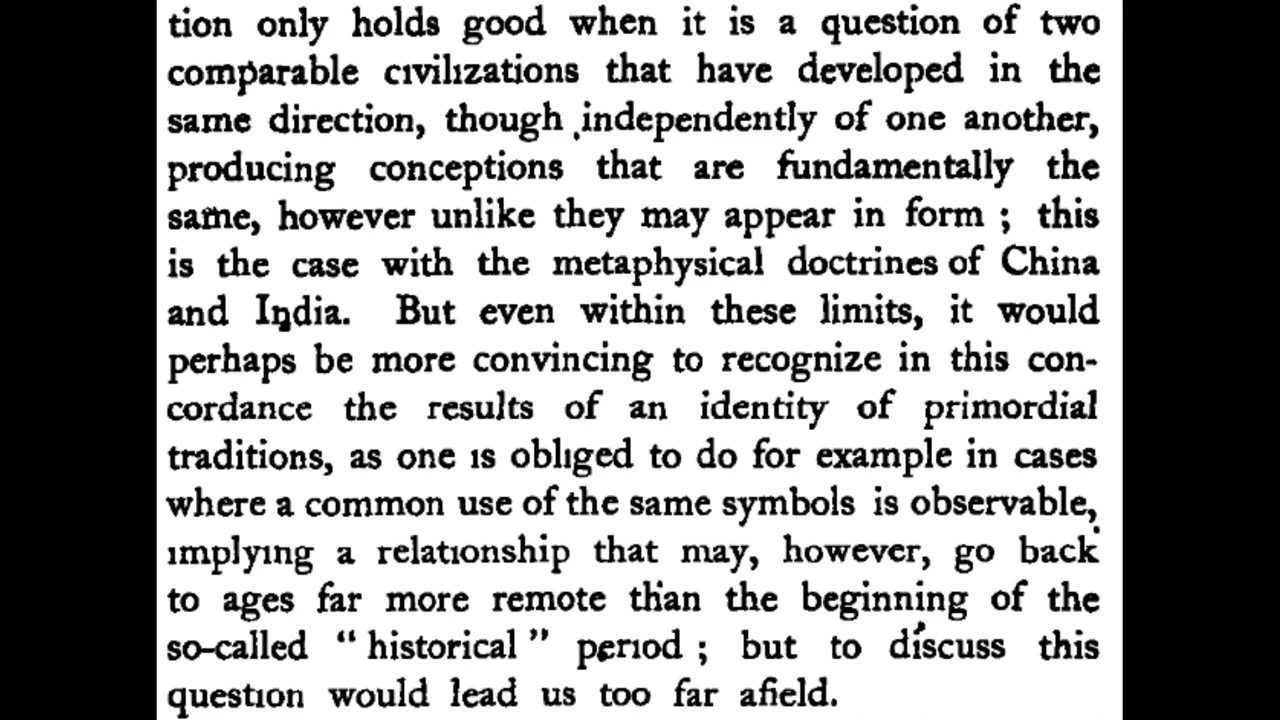 tion only holds good when it is a question of two
comparable civilizations that have developed in the
same direction, though independently of one another,
producing conceptions that are fundamentally the
same, however unlike they may appear in form ; this
is the case with the metaphysical doctrines of China
and India. But even within these limits, it would
perhaps be more convincing to recognize in this con-
cordance the results of an identity of primordial
traditions, as one is obliged to do for example in cases
where a common use of the same symbols is observable,
implying a relationship that may, however, go back
to ages far more remote than the beginning of the
so-called “ historical ” period ; but to discuss this
question would lead us too far afield.